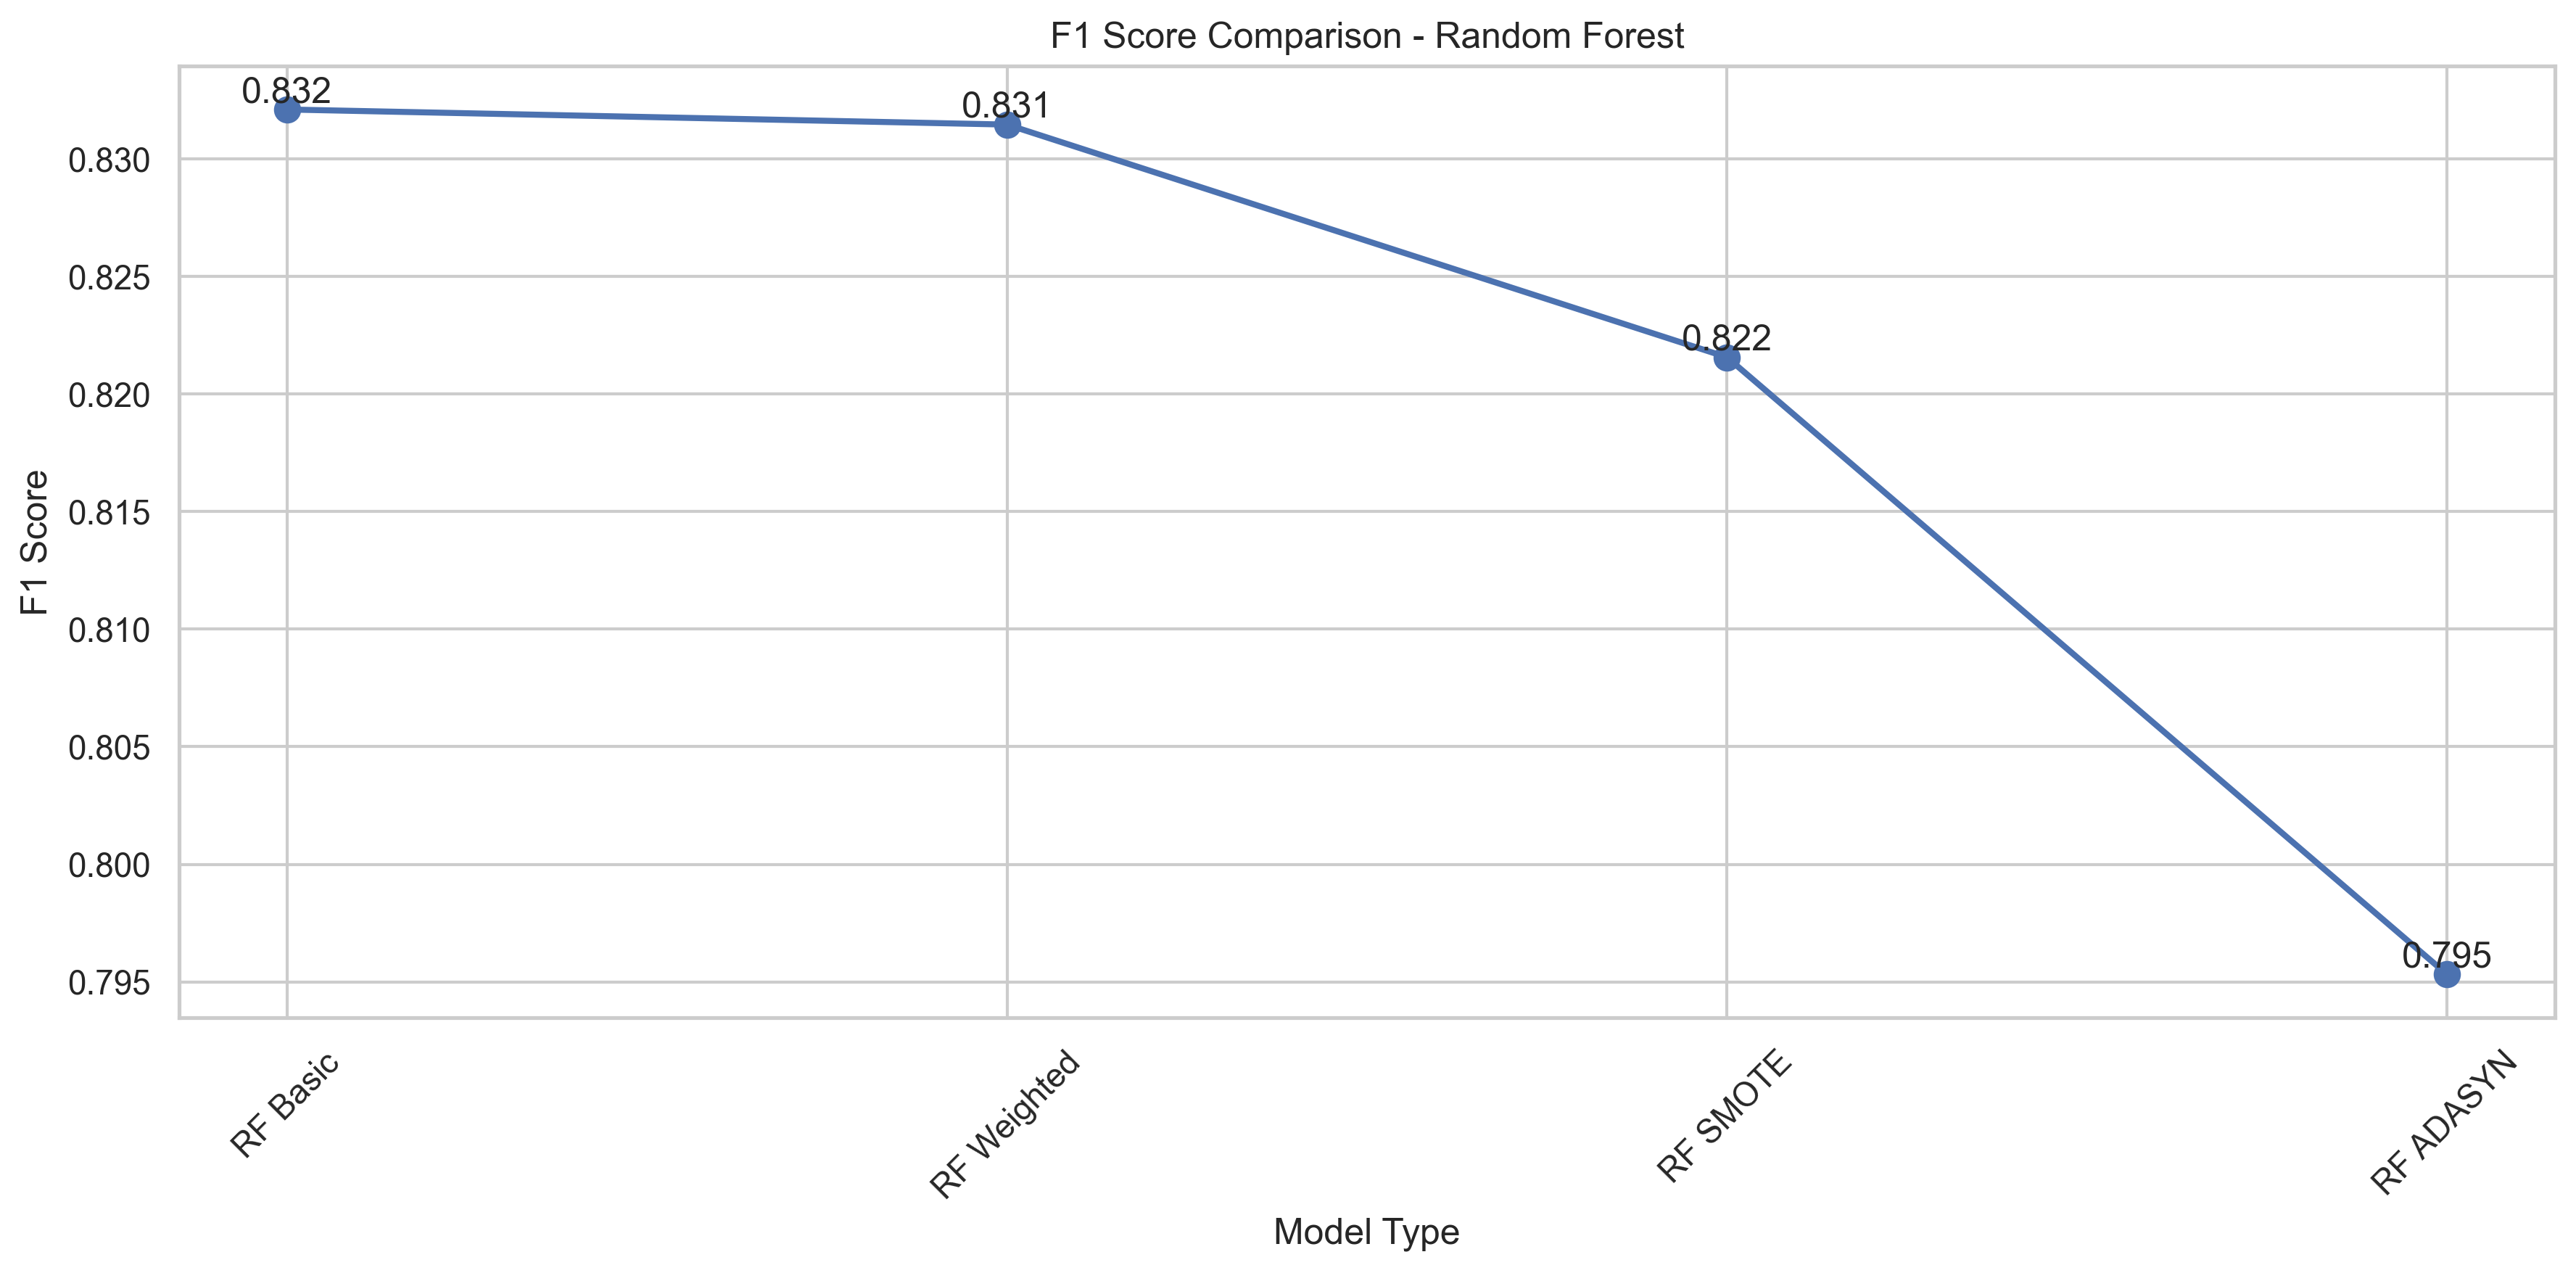 F1 Score Comparison - Random Forest
0.832
0.831
0.822
0.795
0.830
0.825
0.820
0.815
0.810
0.805
0.800
0.795
F1 Score
RF Basic
RF Weighted
RF SMOTE
RF ADASYN
Model Type